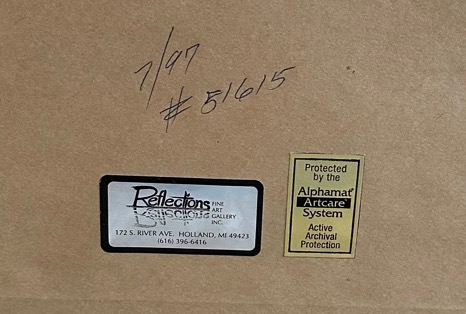 7/97
# 51615
Reflections FINE
ART
GALLERY
INC.
172 S. RIVER AVE. HOLLAND, MI 49423
(616) 396-6416
Protected
by the
Alphamat
Artcare™
System
Active
Archival
Protection